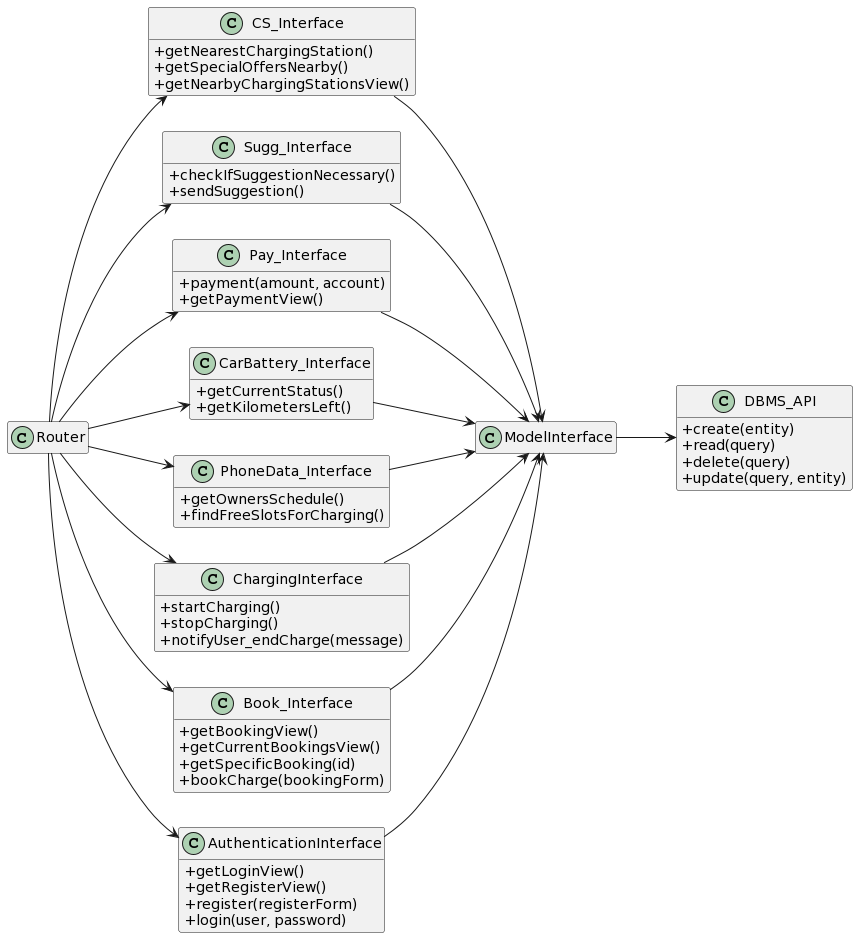 C CS_Interface
+getNearestChargingStation()
+getSpecialOffersNearby()
+getNearbyChargingStationsView()
C Sugg_Interface
+checkIfSuggestionNecessary()
+sendSuggestion()
C Pay_Interface
+payment(amount, account)
+getPaymentView()
C CarBattery_Interface
+getCurrentStatus()
+getKilometersLeft()
C Router
C ModelInterface
C DBMS_API
+create(entity)
+read(query)
+delete(query)
+update(query, entity)
C PhoneData_Interface
+getOwnersSchedule()
+findFreeSlotsForCharging()
C ChargingInterface
+startCharging()
+stopCharging()
+notifyUser_endCharge(message)
C Book_Interface
+getBookingView()
+getCurrentBookingsView()
+getSpecificBooking(id)
+bookCharge(bookingForm)
C AuthenticationInterface
+getLoginView()
+getRegisterView()
+register(registerForm)
+login(user, password)